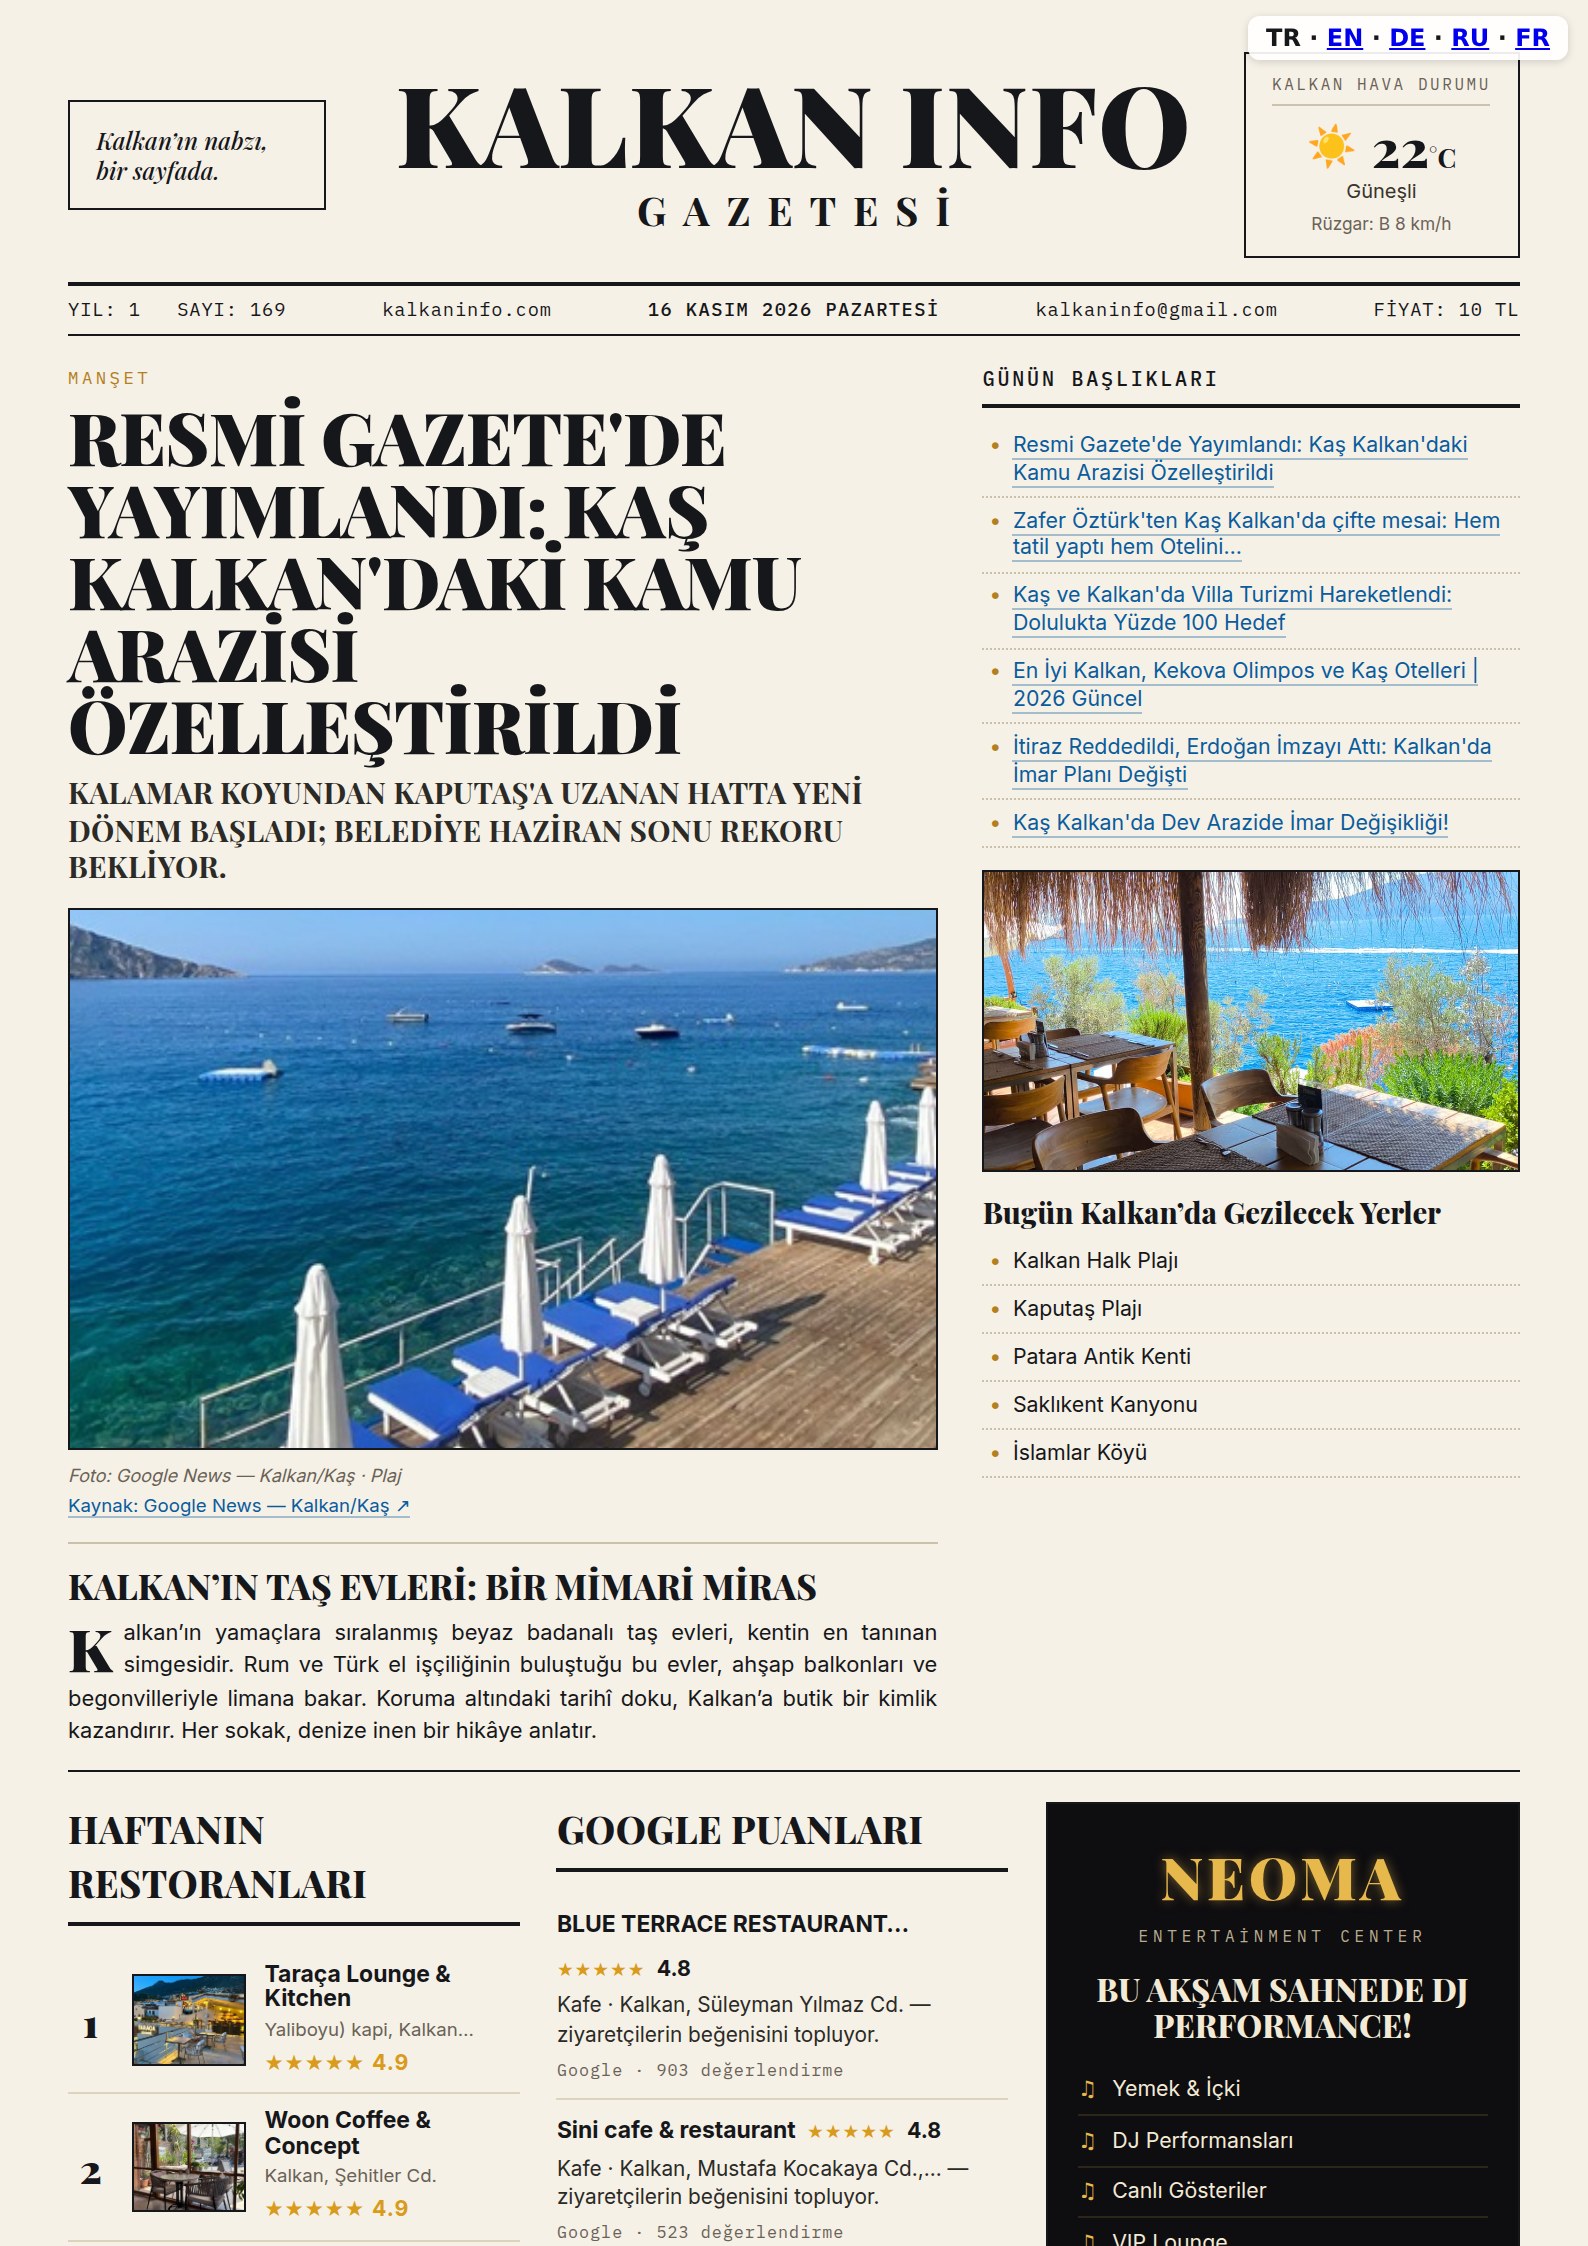 TR · EN · DE · RU · FR
Kalkan’ın nabzı,
bir sayfada.
KALKAN INFO
GAZETESİ
KALKAN HAVA DURUMU
☀️ 22°C
Güneşli
Rüzgar: B 8 km/h
YIL: 1 SAYI: 169 kalkaninfo.com 16 KASIM 2026 PAZARTESİ kalkaninfo@gmail.com FİYAT: 10 TL
MANŞET
RESMİ GAZETE'DE
YAYIMLANDI: KAŞ
KALKAN'DAKİ KAMU
ARAZİSİ
ÖZELLEŞTİRİLDİ
KALAMAR KOYUNDAN KAPUTAŞ'A UZANAN HATTA YENİ
DÖNEM BAŞLADI; BELEDİYE HAZİRAN SONU REKORU
BEKLİYOR.
Foto: Google News — Kalkan/Kaş · Plaj
Kaynak: Google News — Kalkan/Kaş ↗
KALKAN’IN TAŞ EVLERİ: BİR MİMARİ MİRAS
Kalkan’ın yamaçlara sıralanmış beyaz badanalı taş evleri, kentin en tanınan
simgesidir. Rum ve Türk el işçiliğinin buluştuğu bu evler, ahşap balkonları ve
begonvilleriyle limana bakar. Koruma altındaki tarihî doku, Kalkan’a butik bir kimlik
kazandırır. Her sokak, denize inen bir hikâye anlatır.
GÜNÜN BAŞLIKLARI
• Resmi Gazete'de Yayımlandı: Kaş Kalkan'daki
Kamu Arazisi Özelleştirildi
• Zafer Öztürk'ten Kaş Kalkan'da çifte mesai: Hem
tatil yaptı hem Otelini...
• Kaş ve Kalkan'da Villa Turizmi Hareketlendi:
Dolulukta Yüzde 100 Hedef
• En İyi Kalkan, Kekova Olimpos ve Kaş Otelleri |
2026 Güncel
• İtiraz Reddedildi, Erdoğan İmzayı Attı: Kalkan'da
İmar Planı Değişti
• Kaş Kalkan'da Dev Arazide İmar Değişikliği!
Bugün Kalkan’da Gezilecek Yerler
• Kalkan Halk Plajı
• Kaputaş Plajı
• Patara Antik Kenti
• Saklıkent Kanyonu
• İslamlar Köyü
HAFTANIN
RESTORANLARI
1
Taraça Lounge &
Kitchen
Yaliboyu) kapi, Kalkan...
★★★★★ 4.9
2
Woon Coffee &
Concept
Kalkan, Şehitler Cd.
★★★★★ 4.9
GOOGLE PUANLARI
BLUE TERRACE RESTAURANT...
★★★★★ 4.8
Kafe · Kalkan, Süleyman Yılmaz Cd. —
ziyaretçilerin beğenisini topluyor.
Google · 903 değerlendirme
Sini cafe & restaurant ★★★★★ 4.8
Kafe · Kalkan, Mustafa Kocakaya Cd.,... —
ziyaretçilerin beğenisini topluyor.
Google · 523 değerlendirme
NEOMA
ENTERTAİNMENT CENTER
BU AKŞAM SAHNEDE DJ
PERFORMANCE!
♫ Yemek & İçki
♫ DJ Performansları
♫ Canlı Gösteriler
♫ VIP Lounge